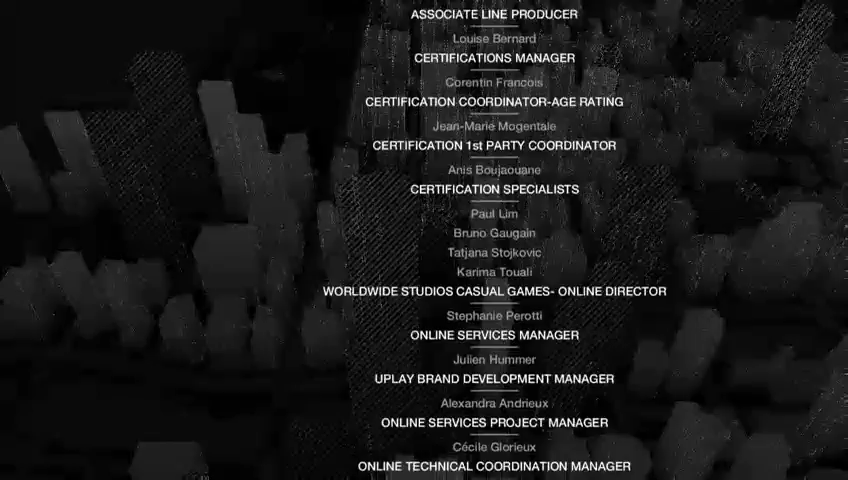 ASSOCIATE LINE PRODUCER
Louise Bernard
CERTIFICATIONS MANAGER
Corentin Francois
CERTIFICATION COORDINATOR-AGE RATING
Jean-Marie Mogentale
CERTIFICATION 1st PARTY COORDINATOR
Anis Boujaouane
CERTIFICATION SPECIALISTS
Paul Lim
Bruno Gaugain
Tatjana Stojkovic
Karima Touali
WORLDWIDE STUDIOS CASUAL GAMES- ONLINE DIRECTOR
Stephanie Perotti
ONLINE SERVICES MANAGER
Julien Hummer
UPLAY BRAND DEVELOPMENT MANAGER
Alexandra Andrieux
ONLINE SERVICES PROJECT MANAGER
Cécile Glorieux
ONLINE TECHNICAL COORDINATION MANAGER